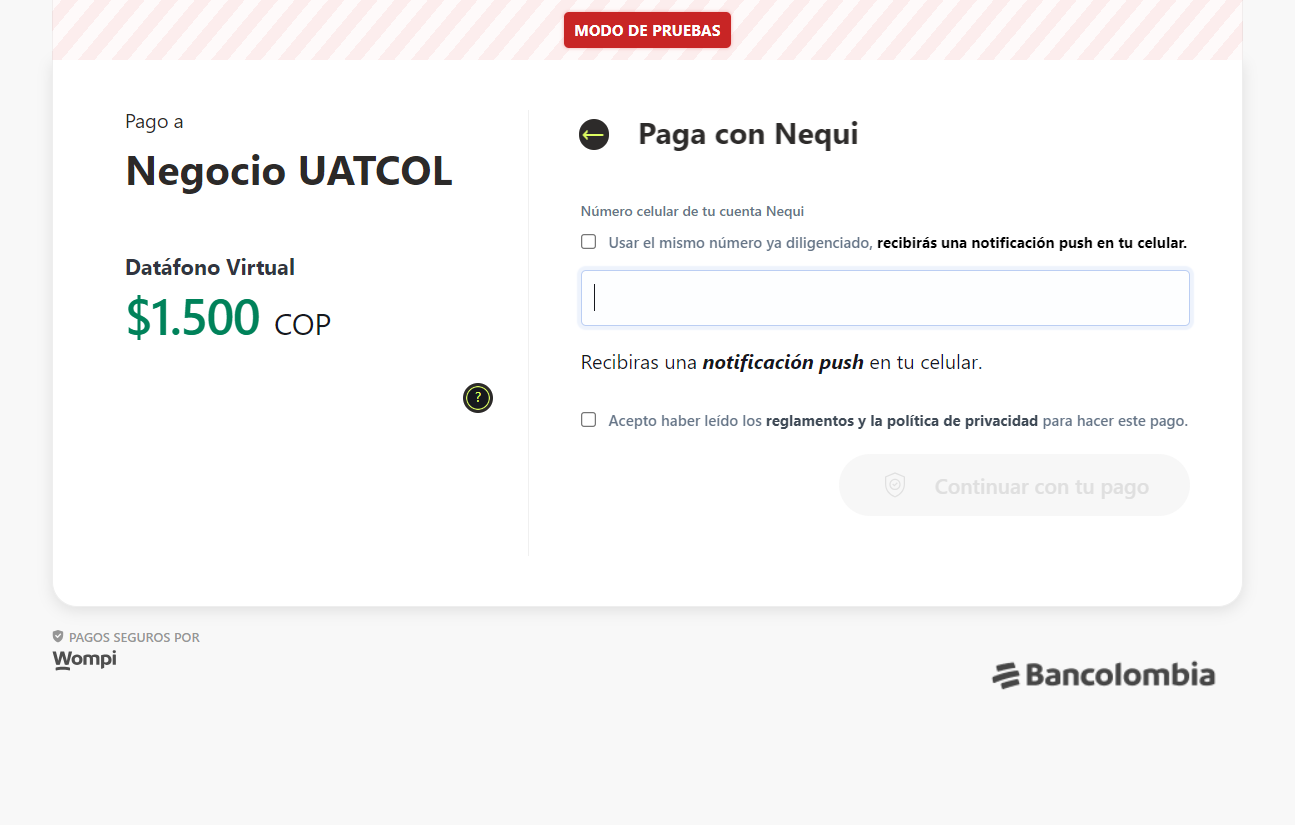 MODO DE PRUEBAS
Pago a
Negocio UATCOL
Datáfono Virtual
$1.500 COP
?
Paga con Nequi
Número celular de tu cuenta Nequi
Usar el mismo número ya diligenciado, recibirás una notificación push en tu celular.
Recibiras una notificación push en tu celular.
Acepto haber leído los reglamentos y la política de privacidad para hacer este pago.
Continuar con tu pago
PAGOS SEGUROS POR
Wompi
Bancolombia